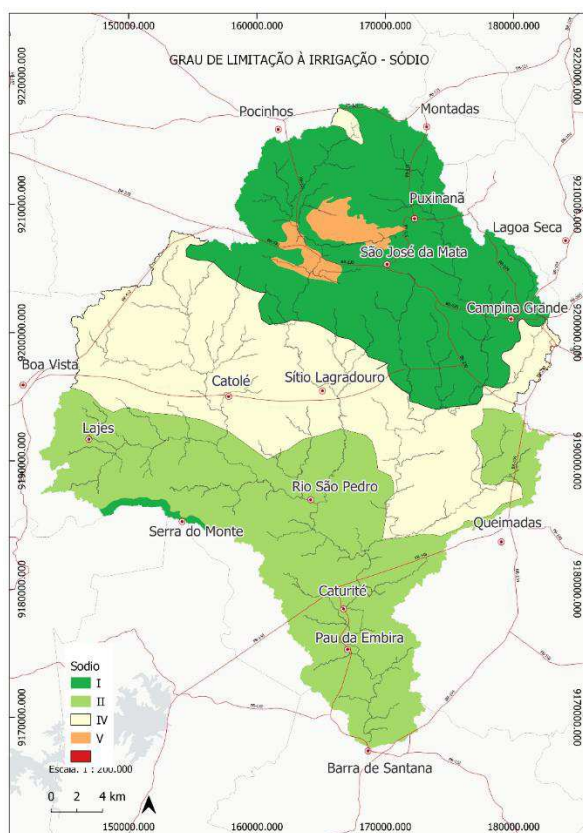 150000.000 160000.000 170000.000 180000.000
GRAU DE LIMITAÇÃO À IRRIGAÇÃO - SÓDIO
9220000.000 9220000.000
Pocinhos
Montadas
9210000.000 9210000.000
Puxinanã
Lagoa Seca
São José da Mata
Campina Grande
9200000.000 9200000.000
Boa Vista
Catolé
Sítio Lagradouro
Lajes
9190000.000 9190000.000
Rio São Pedro
Serra do Monte
Queimadas
9180000.000 9180000.000
Caturité
Pau da Embira
Sodio
I
II
IV
V
9170000.000 9170000.000
Escala: 1 : 200.000
Barra de Santana
0 2 4 km
150000.000 160000.000 170000.000 180000.000